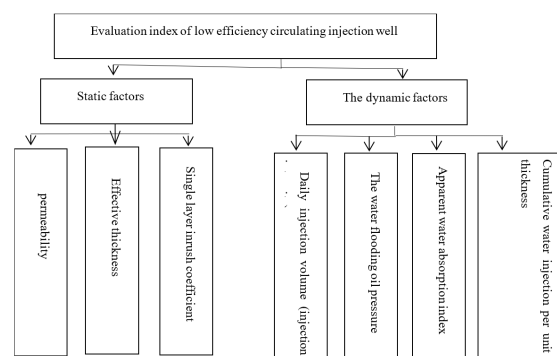 Evaluation index of low efficiency circulating injection well
Static factors
The dynamic factors
permeability
Effective thickness
Single layer inrush coefficient
Daily injection volume (injection
The water flooding oil pressure
Apparent water absorption index
Cumulative water injection per unit
thickness